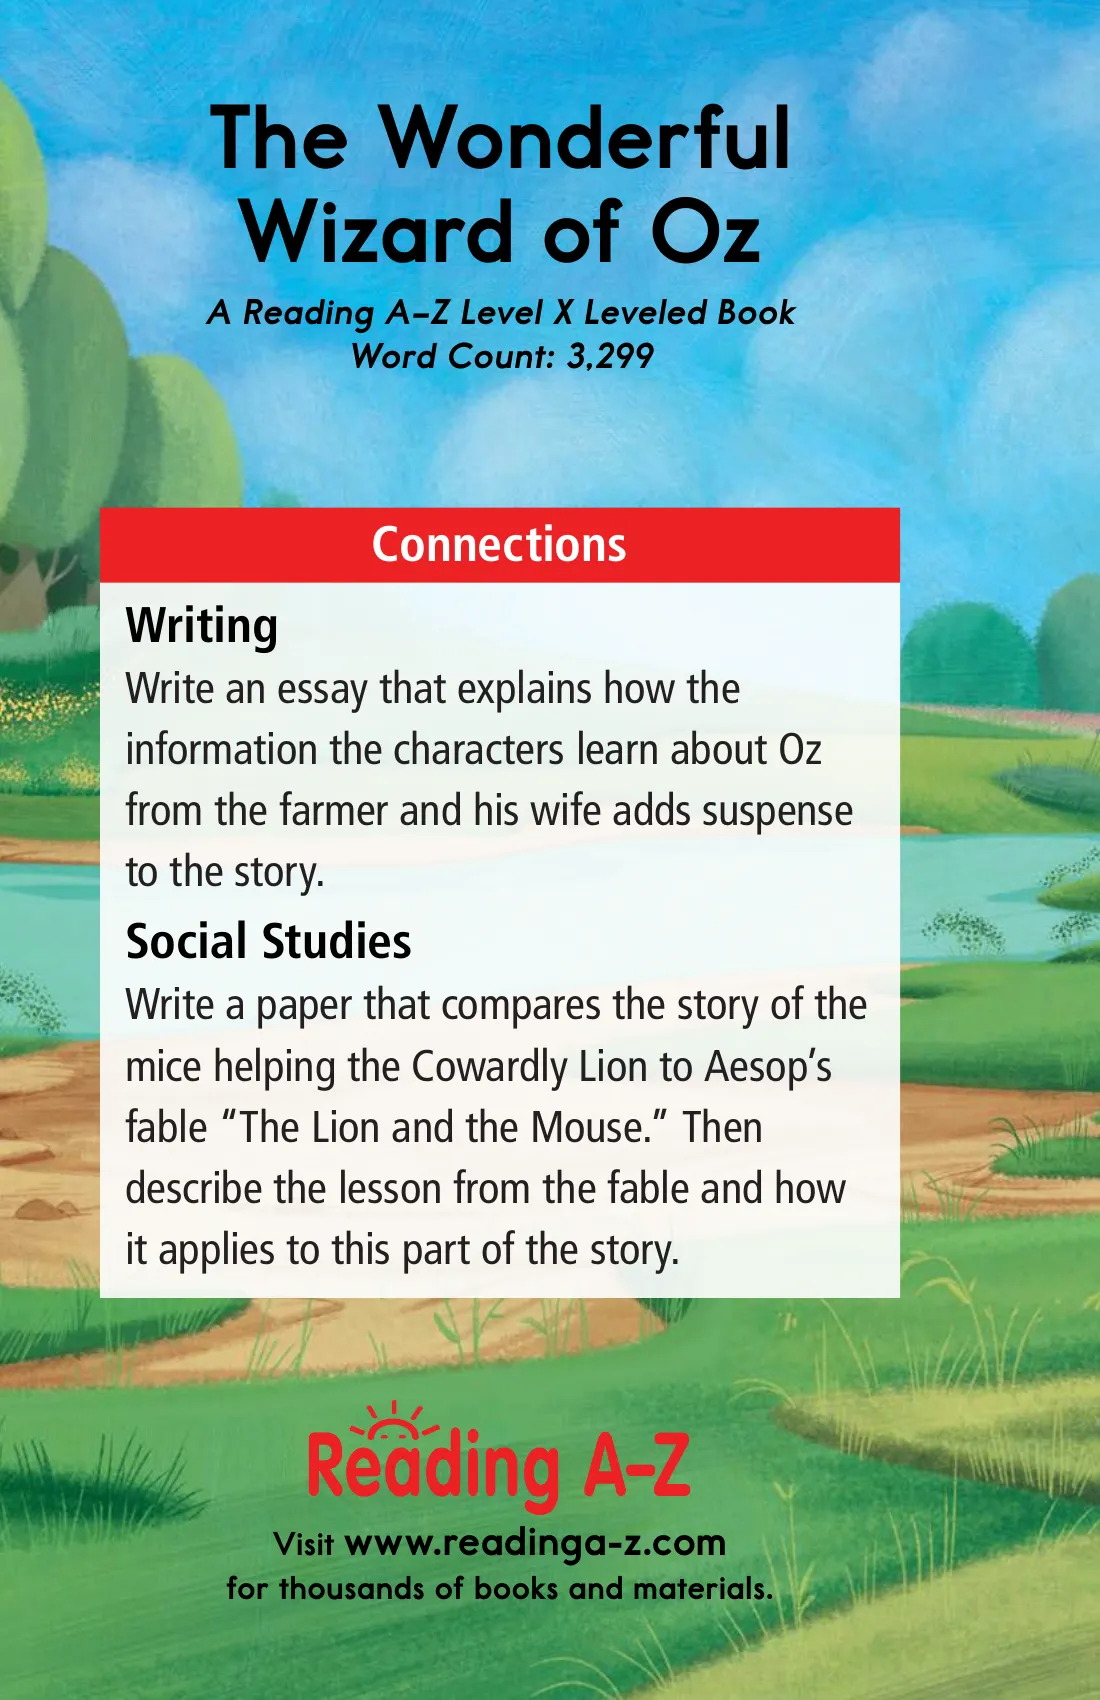 The Wonderful
Wizard of Oz
A Reading A–Z Level X Leveled Book
Word Count: 3,299
Connections
Writing
Write an essay that explains how the
information the characters learn about Oz
from the farmer and his wife adds suspense
to the story.
Social Studies
Write a paper that compares the story of the
mice helping the Cowardly Lion to Aesop’s
fable “The Lion and the Mouse.” Then
describe the lesson from the fable and how
it applies to this part of the story.
Reading A–Z
Visit www.readinga-z.com
for thousands of books and materials.